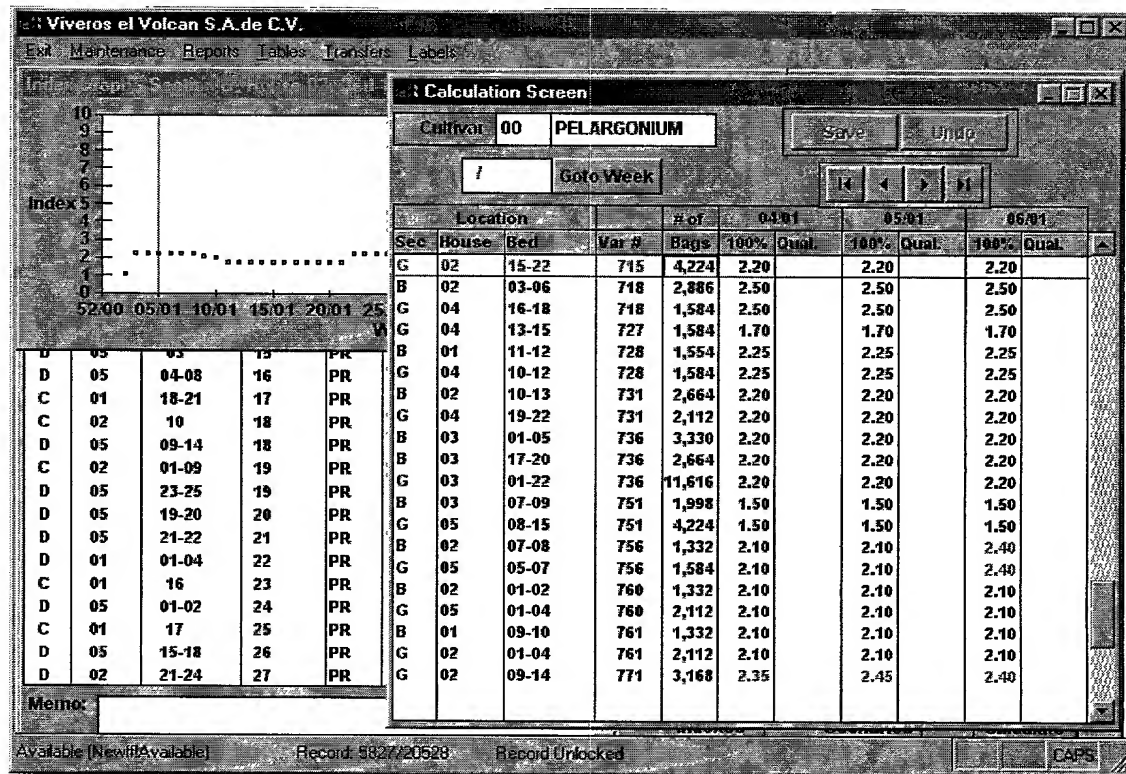 Viveros el Volcan S.A.de C.V.
Exit Maintenance Reports Tables Transfers Labels
Calculation Screen
Cultivar 00 PELARGONIUM
Save Undo
/ Goto Week
Index
10
9
8
7
6
5
4
3
2
1
0
52/00 05/01 10/01 15/01 20/01 25
Location # of 04/01 05/01 06/01
Sec House Bed Var # Bags 100% Qual. 100% Qual. 100% Qual.
G 02 15-22 715 4,224 2.20 2.20 2.20
B 02 03-06 718 2,886 2.50 2.50 2.50
G 04 16-18 718 1,584 2.50 2.50 2.50
G 04 13-15 727 1,584 1.70 1.70 1.70
B 01 11-12 728 1,554 2.25 2.25 2.25
G 04 10-12 728 1,584 2.25 2.25 2.25
B 02 10-13 731 2,664 2.20 2.20 2.20
G 04 19-22 731 2,112 2.20 2.20 2.20
B 03 01-05 736 3,330 2.20 2.20 2.20
B 03 17-20 736 2,664 2.20 2.20 2.20
G 03 01-22 736 11,616 2.20 2.20 2.20
B 03 07-09 751 1,998 1.50 1.50 1.50
G 05 08-15 751 4,224 1.50 1.50 1.50
B 02 07-08 756 1,332 2.10 2.10 2.40
G 05 05-07 756 1,584 2.10 2.10 2.40
B 02 01-02 760 1,332 2.10 2.10 2.10
G 05 01-04 760 2,112 2.10 2.10 2.10
B 01 09-10 761 1,332 2.10 2.10 2.10
G 02 01-04 761 2,112 2.10 2.10 2.10
G 02 09-14 771 3,168 2.35 2.45 2.40
D 05 03 15 PR
D 05 04-08 16 PR
C 01 18-21 17 PR
C 02 10 18 PR
D 05 09-14 18 PR
C 02 01-09 19 PR
D 05 23-25 19 PR
D 05 19-20 20 PR
D 05 21-22 21 PR
D 01 01-04 22 PR
C 01 16 23 PR
D 05 01-02 24 PR
C 01 17 25 PR
D 05 15-18 26 PR
D 02 21-24 27 PR
Memo:
Record: 5827/20528 Record Unlocked CAPS